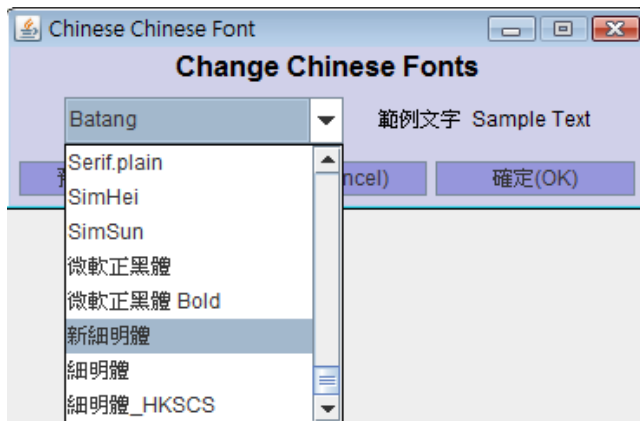 Chinese Chinese Font
Change Chinese Fonts
Batang
範例文字 Sample Text
Serif.plain
確定(OK)
SimHei
SimSun
微軟正黑體
微軟正黑體 Bold
新細明體
細明體
細明體_HKSCS